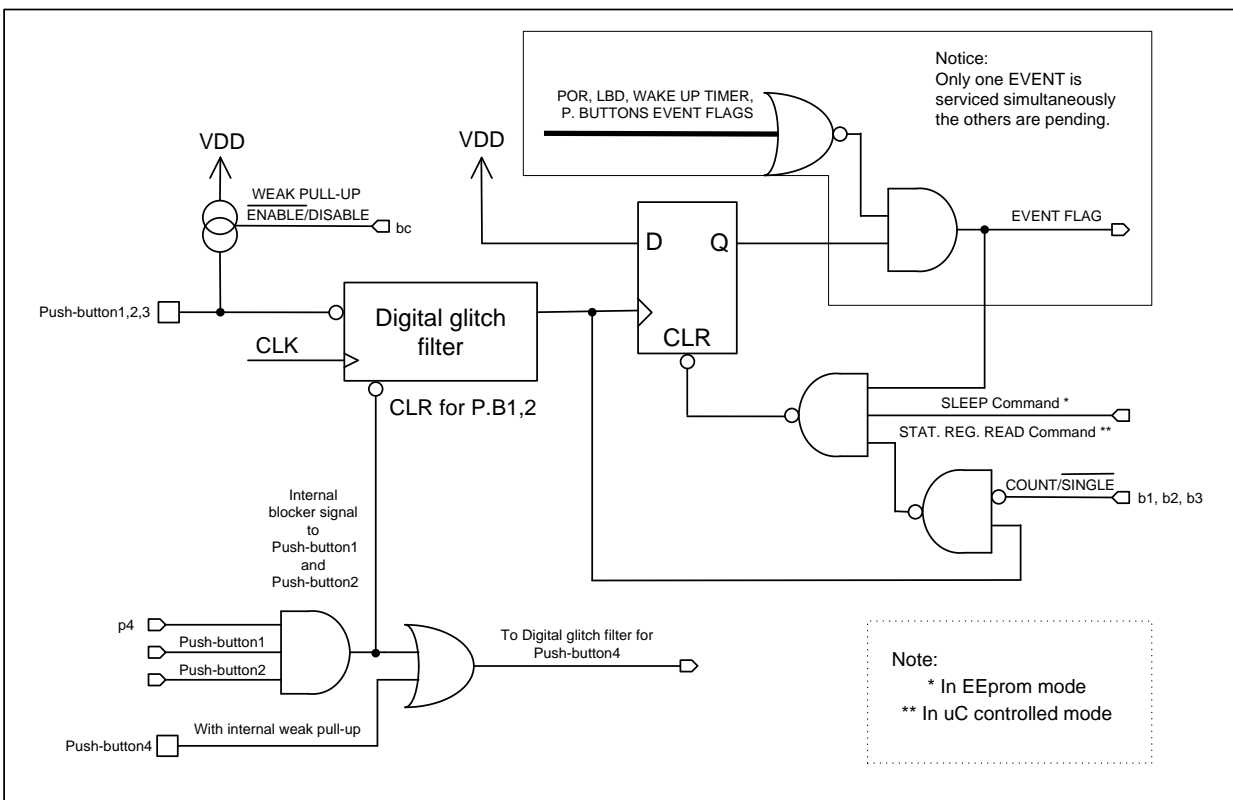 Notice:
Only one EVENT is
serviced simultaneously
the others are pending.
POR, LBD, WAKE UP TIMER,
P. BUTTONS EVENT FLAGS
VDD
VDD
WEAK PULL-UP
ENABLE/DISABLE
bc
EVENT FLAG
D
Q
CLR
Push-button1,2,3
Digital glitch
filter
CLK
CLR for P.B1,2
SLEEP Command *
STAT. REG. READ Command **
COUNT/SINGLE
b1, b2, b3
Internal
blocker signal
to
Push-button1
and
Push-button2
p4
Push-button1
Push-button2
To Digital glitch filter for
Push-button4
With internal weak pull-up
Push-button4
Note:
* In EEprom mode
** In uC controlled mode